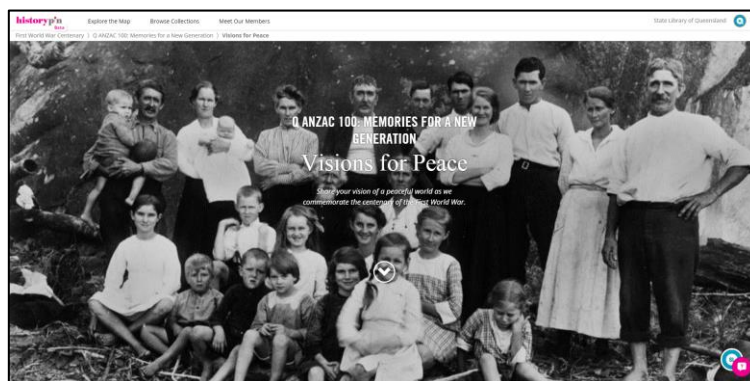 historyp'n
Beta
Explore the Map Browse Collections Meet Our Members
State Library of Queensland
First World War Centenary 〉 Q ANZAC 100: Memories for a New Generation 〉 Visions for Peace
Q ANZAC 100: MEMORIES FOR A NEW
GENERATION
Visions for Peace
Share your vision of a peaceful world as we
commemorate the centenary of the First World War.